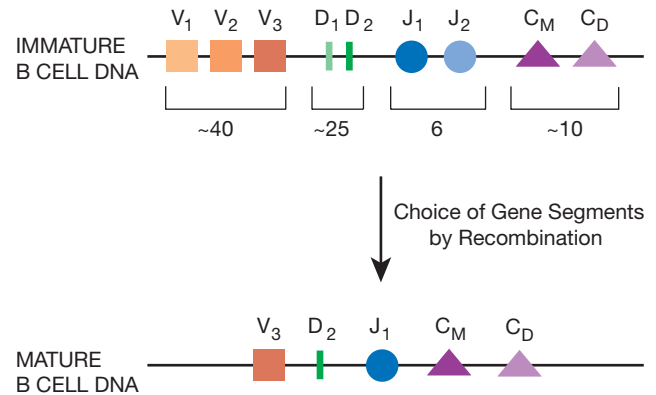 V1 V2 V3 D1 D2 J1 J2 CM CD
IMMATURE
B CELL DNA
~40 ~25 6 ~10
Choice of Gene Segments
by Recombination
V3 D2 J1 CM CD
MATURE
B CELL DNA